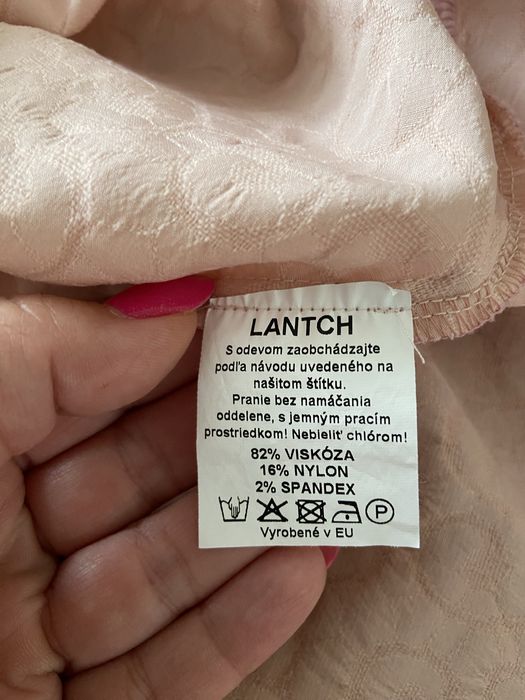 LANTCH
S odevom zaobchádzajte
podľa návodu uvedeného na
našitom štítku.
Pranie bez namáčania
oddelene, s jemným pracím
prostriedkom! Nebieliť chlórom!
82% VISKÓZA
16% NYLON
2% SPANDEX
P
Vyrobené v EU